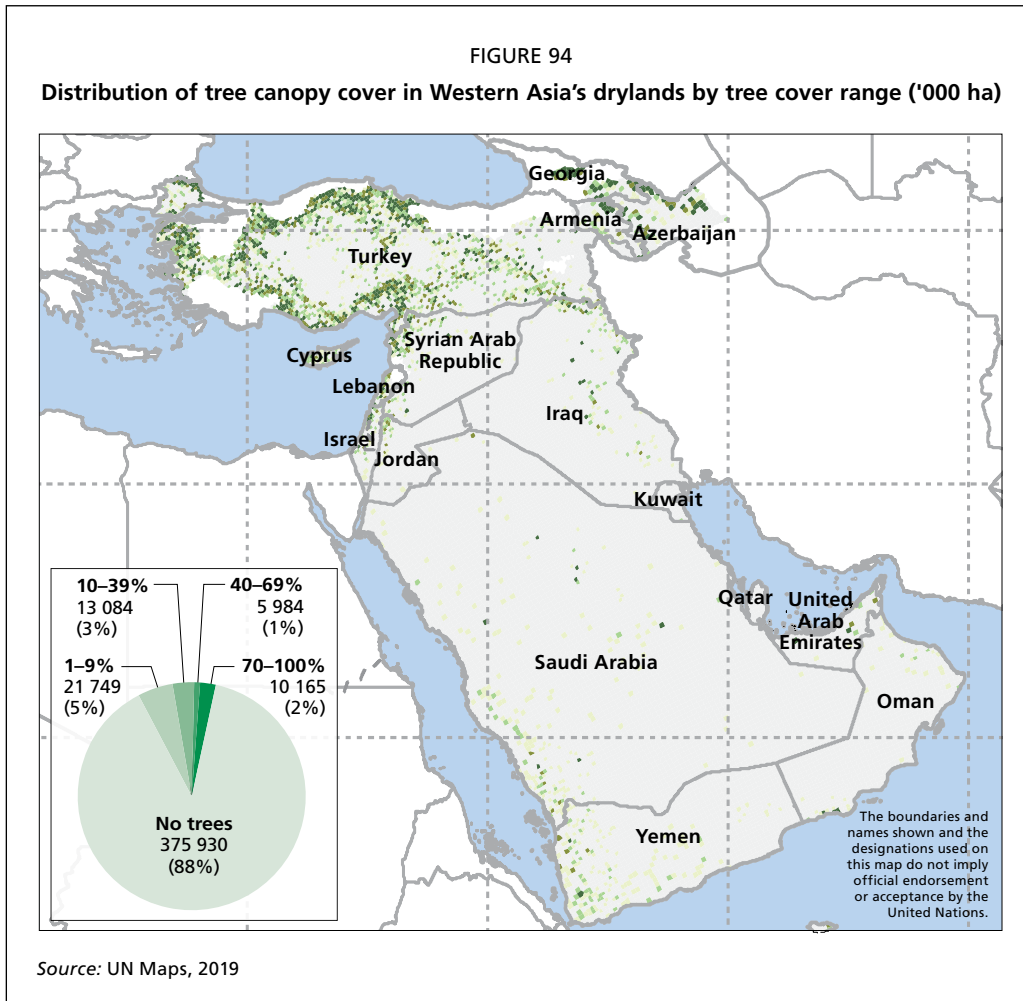 FIGURE 94
Distribution of tree canopy cover in Western Asia's drylands by tree cover range ('000 ha)
Georgia
Armenia
Azerbaijan
Turkey
Cyprus
Syrian Arab
Republic
Lebanon
Iraq
Israel
Jordan
Kuwait
Qatar
United
Arab
Emirates
Saudi Arabia
Oman
Yemen
10–39%
13 084
(3%)
40–69%
5 984
(1%)
1–9%
21 749
(5%)
70–100%
10 165
(2%)
No trees
375 930
(88%)
The boundaries and
names shown and the
designations used on
this map do not imply
official endorsement
or acceptance by the
United Nations.
Source: UN Maps, 2019